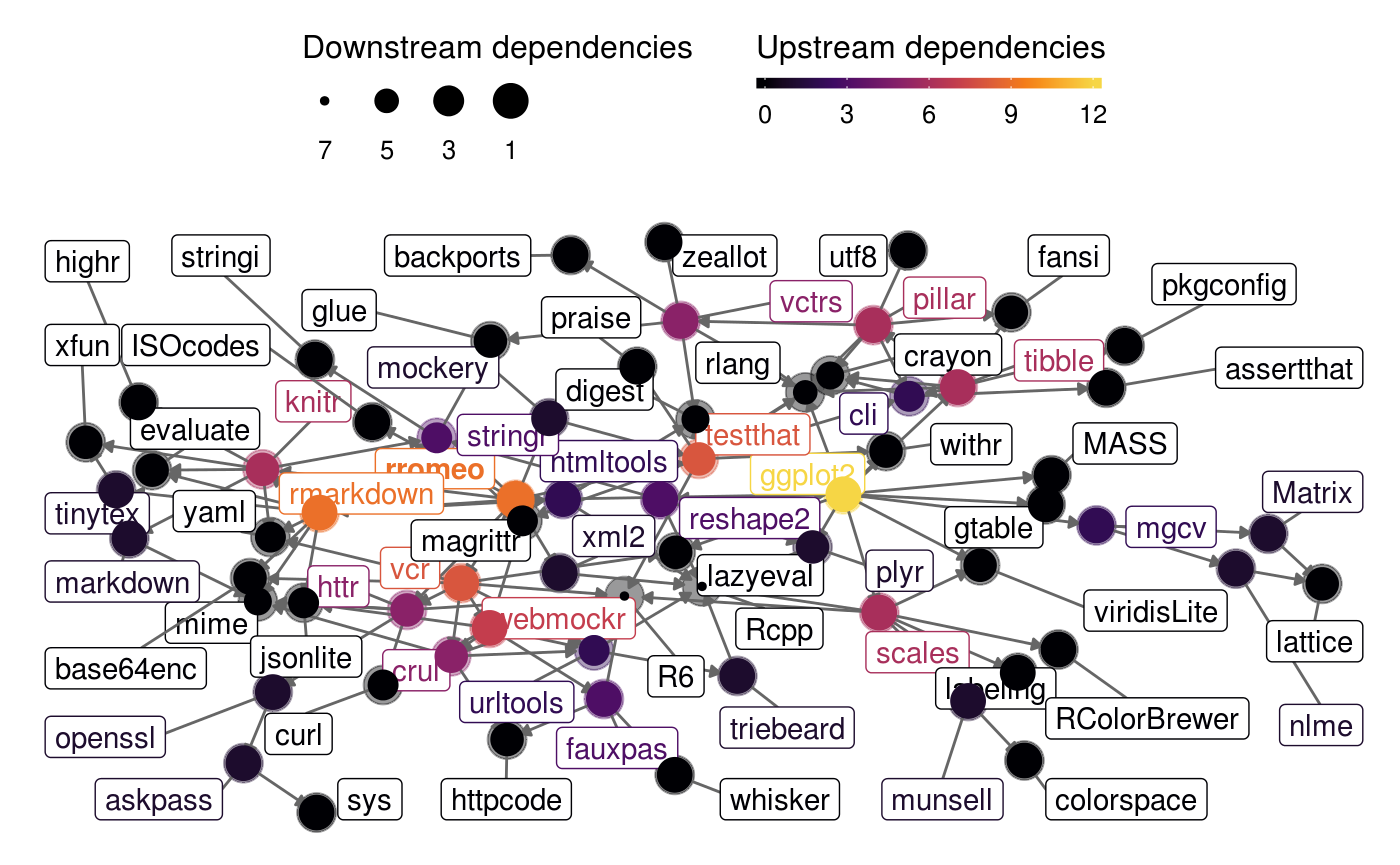 Downstream dependencies
7 5 3 1
Upstream dependencies
0 3 6 9 12
highr
stringi
backports
zeallot
utf8
fansi
pkgconfig
glue
praise
vctrs
pillar
xfun
ISOcodes
mockery
rlang
crayon
tibble
assertthat
knitr
digest
cli
evaluate
stringr
testthat
withr
MASS
rromeo
htmltools
ggplot2
rmarkdown
Matrix
tinytex
yaml
magrittr
xml2
reshape2
gtable
mgcv
markdown
httr
vcr
lazyeval
plyr
viridisLite
mime
webmockr
Rcpp
lattice
base64enc
jsonlite
crul
R6
scales
labeling
openssl
curl
urltools
triebeard
RColorBrewer
nlme
fauxpas
askpass
sys
httpcode
whisker
munsell
colorspace